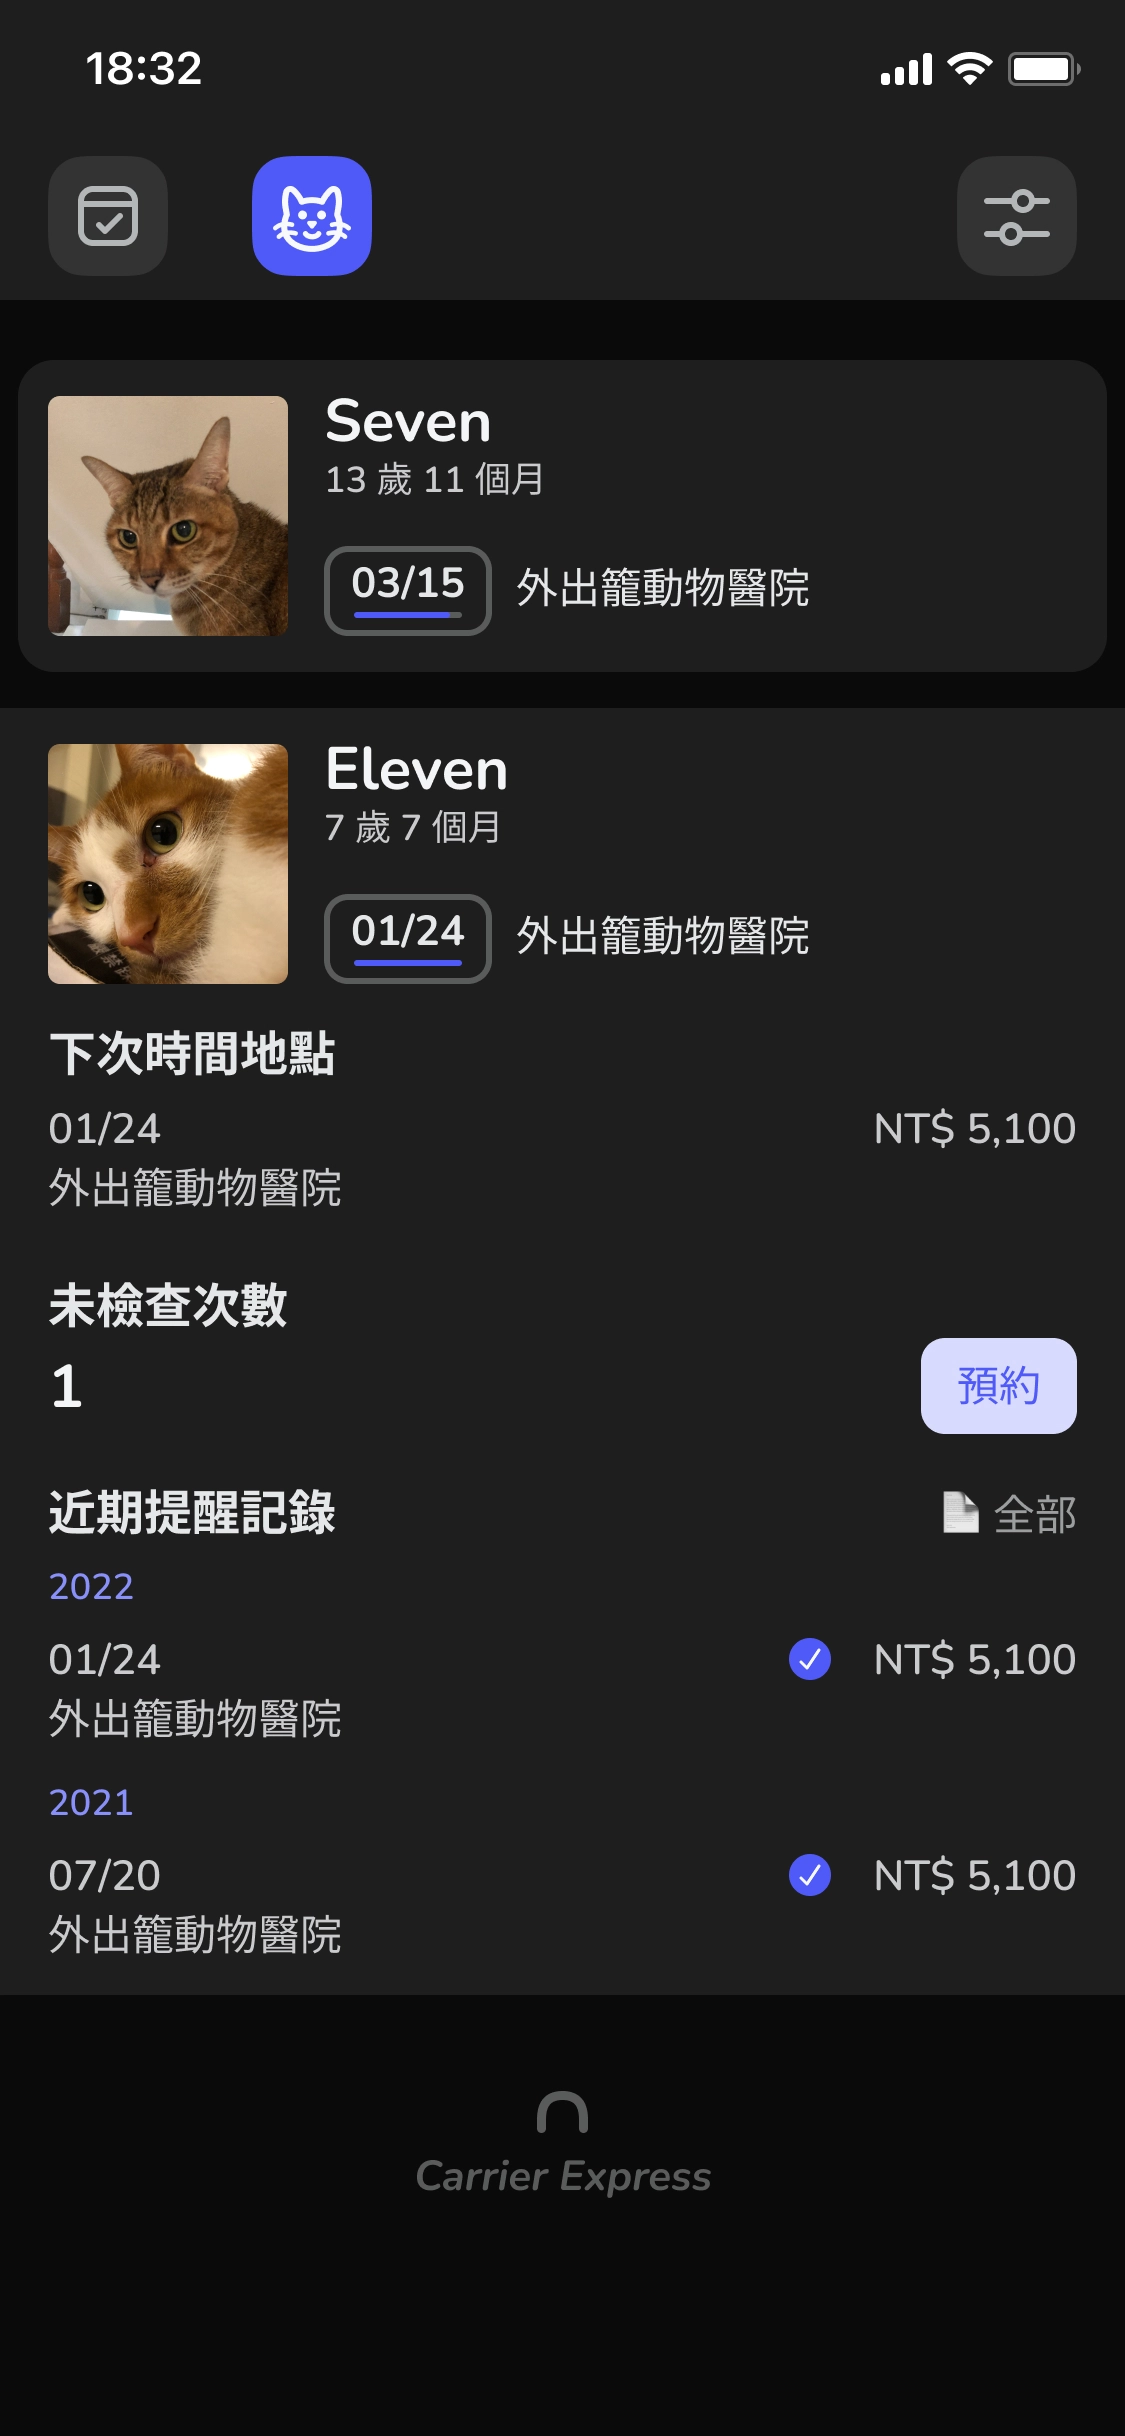 18:32
Seven
13 歲 11 個月
03/15
外出籠動物醫院
Eleven
7 歲 7 個月
01/24
外出籠動物醫院
下次時間地點
01/24
NT$ 5,100
外出籠動物醫院
未檢查次數
1
預約
近期提醒記錄
全部
2022
01/24
NT$ 5,100
外出籠動物醫院
2021
07/20
NT$ 5,100
外出籠動物醫院
Carrier Express